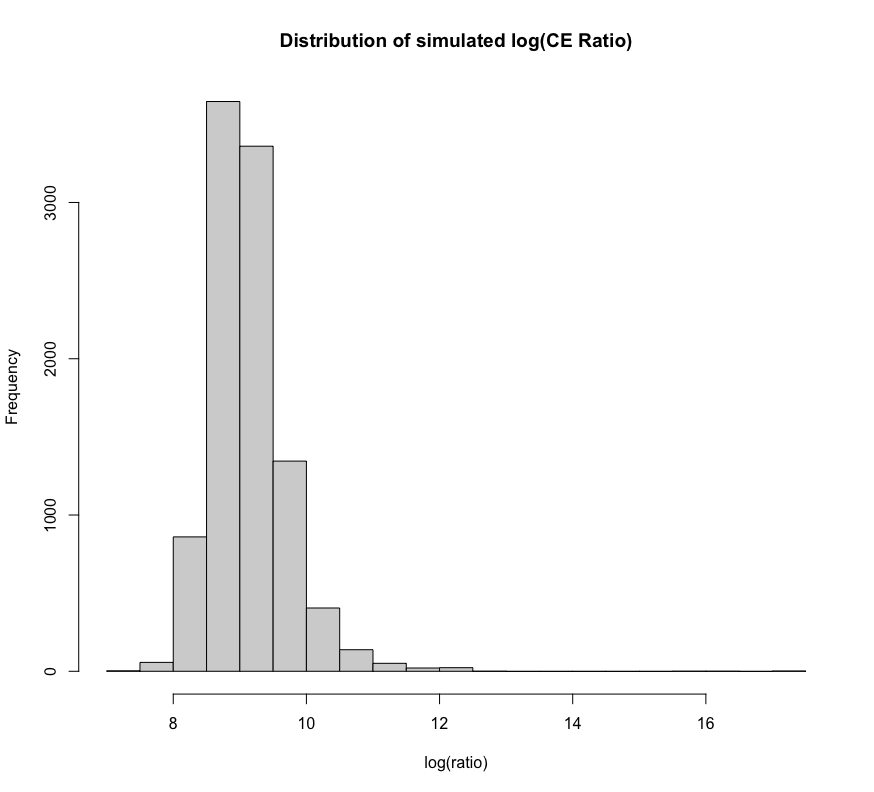 Distribution of simulated log(CE Ratio)
Frequency
3000
2000
1000
0
8 10 12 14 16
log(ratio)